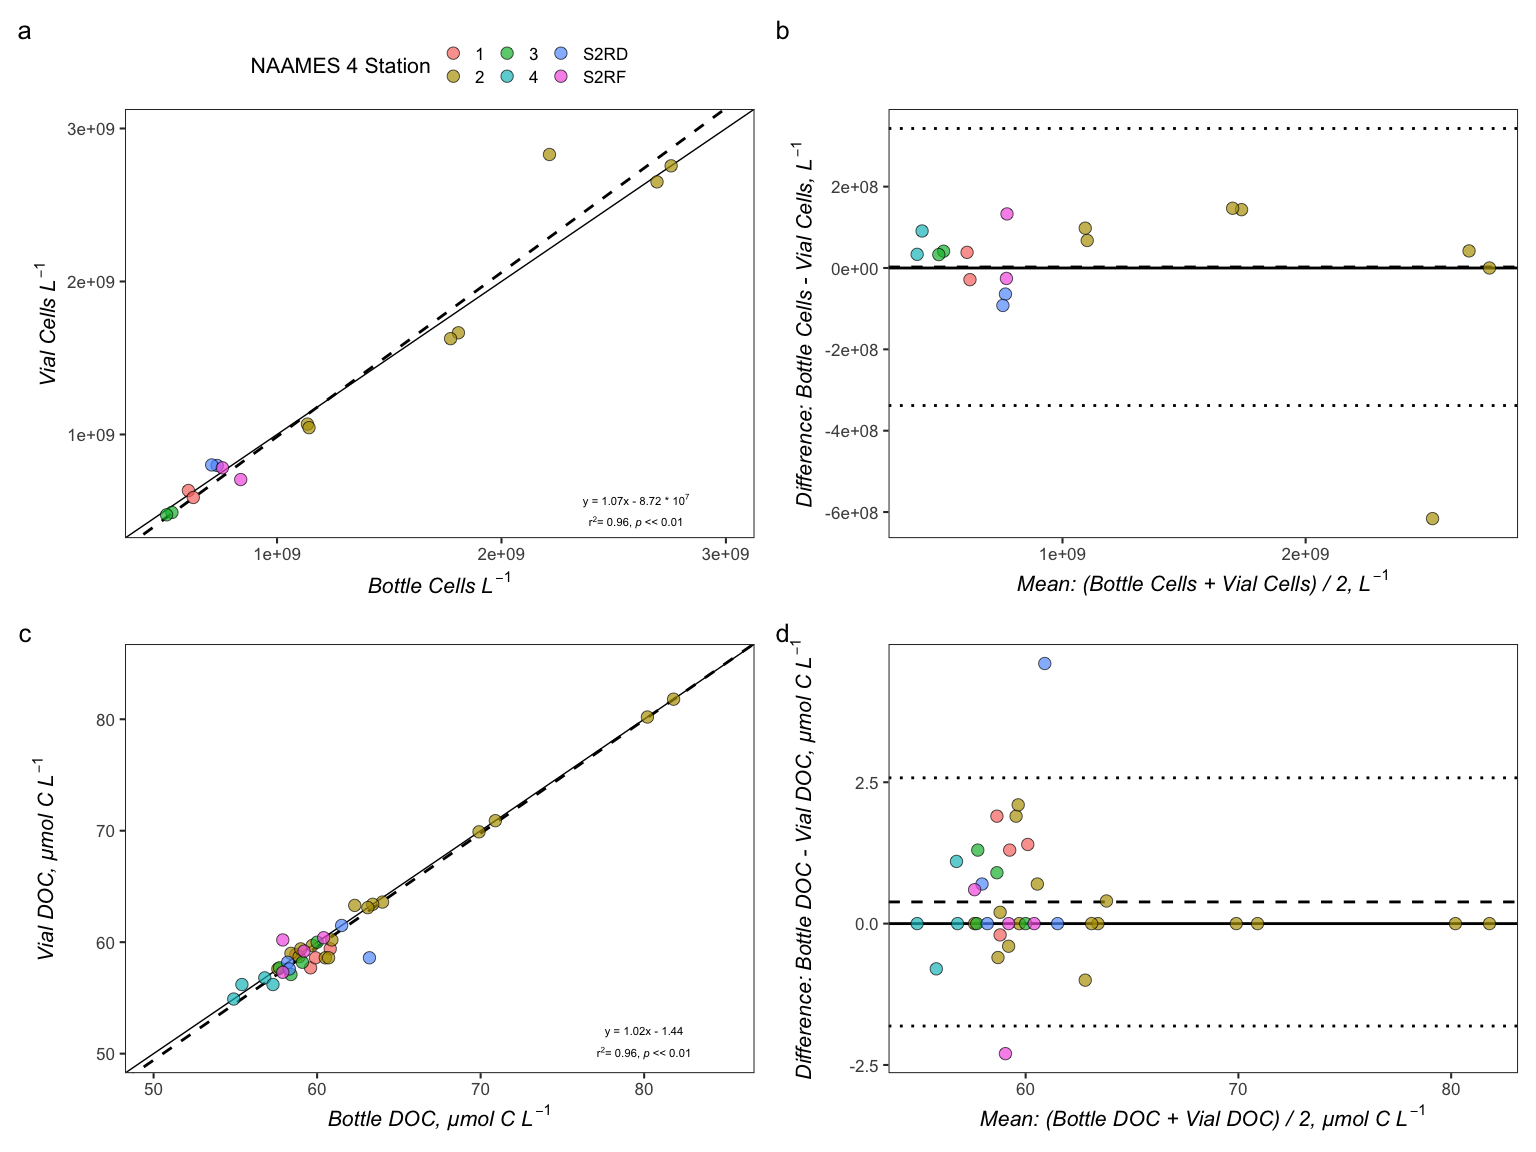 a
NAAMES 4 Station
1 3 S2RD
2 4 S2RF
3e+09
2e+09
1e+09
Vial Cells L⁻¹
y = 1.07x - 8.72 * 10⁷
r²= 0.96, p << 0.01
1e+09 2e+09 3e+09
Bottle Cells L⁻¹
b
2e+08
0e+00
-2e+08
-4e+08
-6e+08
Difference: Bottle Cells - Vial Cells, L⁻¹
1e+09 2e+09
Mean: (Bottle Cells + Vial Cells) / 2, L⁻¹
c
80
70
60
50
Vial DOC, µmol C L⁻¹
y = 1.02x - 1.44
r²= 0.96, p << 0.01
50 60 70 80
Bottle DOC, µmol C L⁻¹
d
2.5
0.0
-2.5
Difference: Bottle DOC - Vial DOC, µmol C L⁻¹
60 70 80
Mean: (Bottle DOC + Vial DOC) / 2, µmol C L⁻¹